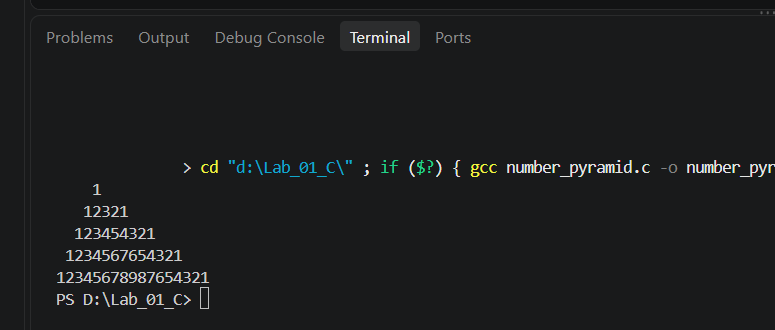 Problems Output Debug Console Terminal Ports
> cd "d:\Lab_01_C\" ; if ($?) { gcc number_pyramid.c -o number_pyr
    1
   12321
  123454321
 1234567654321
12345678987654321
PS D:\Lab_01_C>